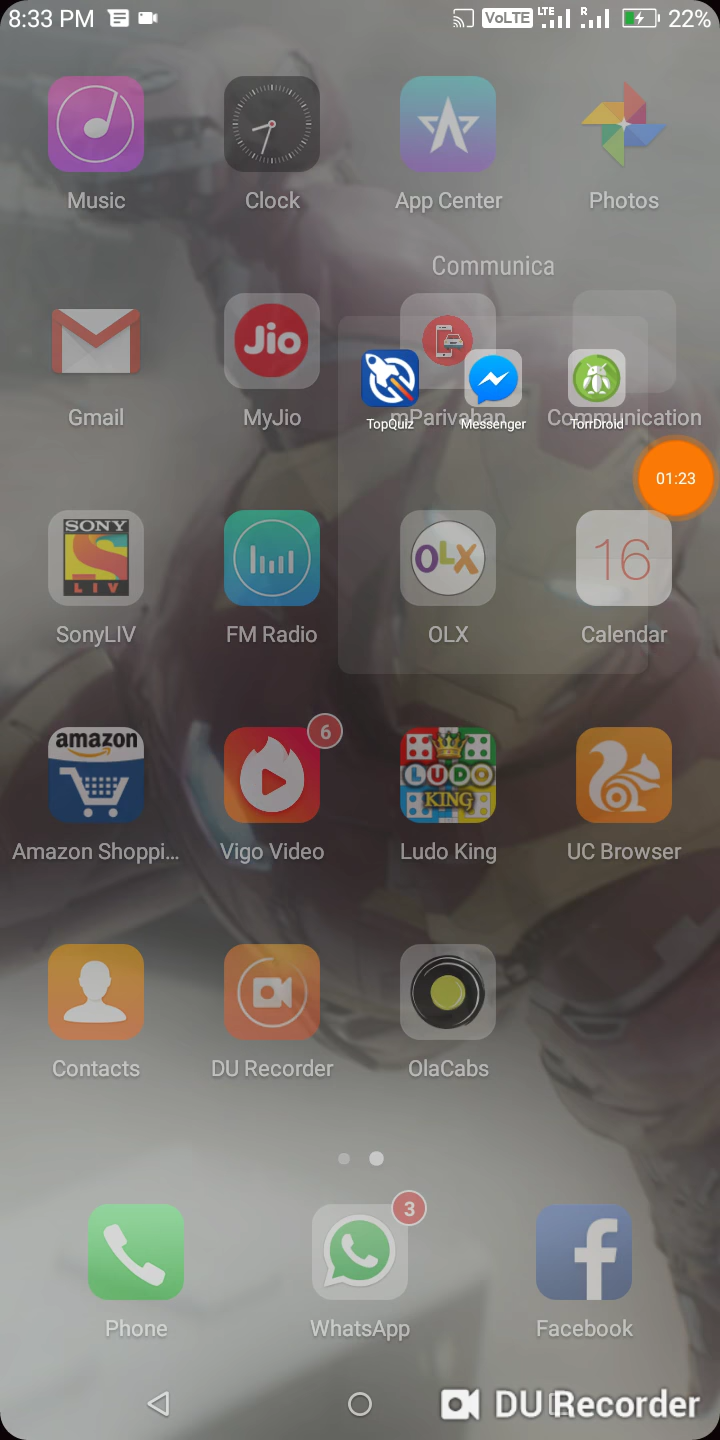 8:33 PM
VoLTE LTE R 22%
Music Clock App Center Photos
Communica
Jio
Gmail MyJio mParivahan Communication
TopQuiz Messenger TorrDroid
01:23
SONY
LIV
OLX
16
SonyLIV FM Radio OLX Calendar
amazon
6
LUDO
KING
Amazon Shoppi... Vigo Video Ludo King UC Browser
Contacts DU Recorder OlaCabs
3
Phone WhatsApp Facebook
DU Recorder